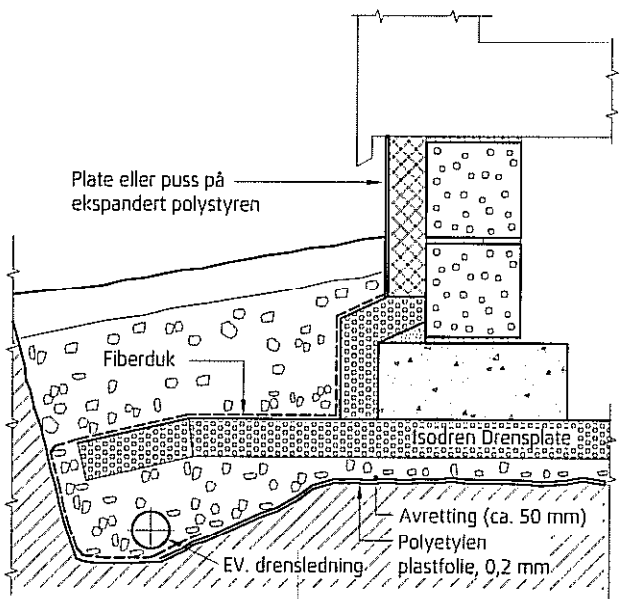 Plate eller puss på
ekspandert polystyren
Fiberduk
Isodren Drensplate
Avretting (ca. 50 mm)
Polyetylen
plastfolie, 0,2 mm
EV. drensledning